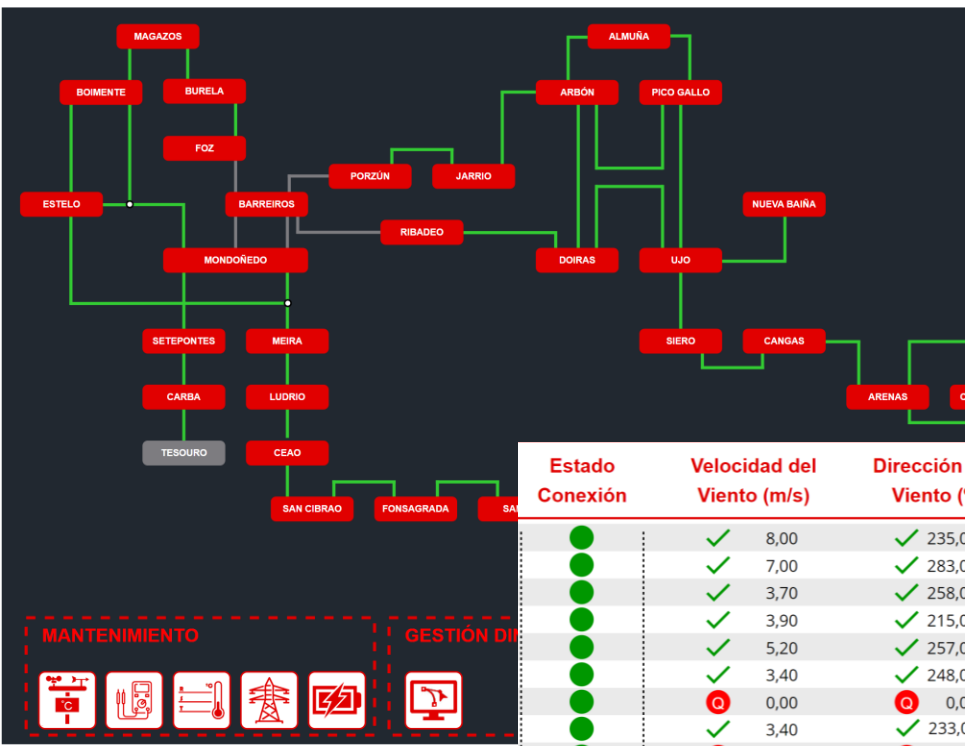 MAGAZOS
ALMUÑA
BOIMENTE
BURELA
ARBÓN
PICO GALLO
FOZ
PORZÚN
JARRIO
ESTELO
BARREIROS
NUEVA BAIÑA
RIBADEO
MONDOÑEDO
DOIRAS
UJO
SETEPONTES
MEIRA
SIERO
CANGAS
CARBA
LUDRIO
ARENAS
C
TESOURO
CEAO
SAN CIBRAO
FONSAGRADA
SA
Estado Conexión
Velocidad del Viento (m/s)
Dirección Viento (°
8,00 235,0
7,00 283,0
3,70 258,0
3,90 215,0
5,20 257,0
3,40 248,0
Q 0,00 Q 0,0
3,40 233,0
MANTENIMIENTO
GESTIÓN DIN
°C